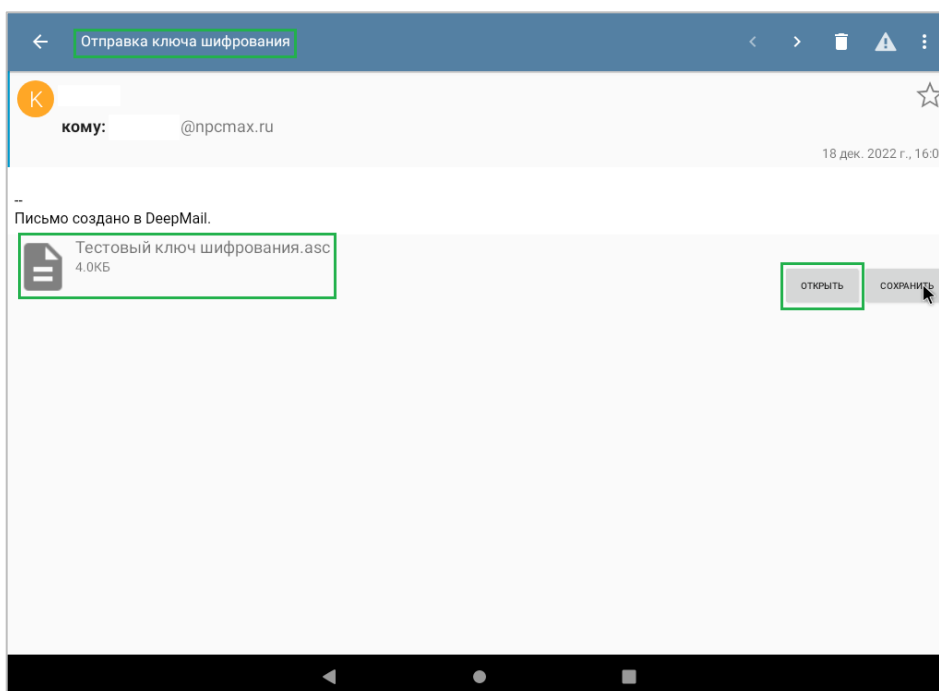 Отправка ключа шифрования
K
кому: @npcmax.ru
18 дек. 2022 г., 16:0
--
Письмо создано в DeepMail.
Тестовый ключ шифрования.asc
4.0КБ
ОТКРЫТЬ
СОХРАНИТЬ